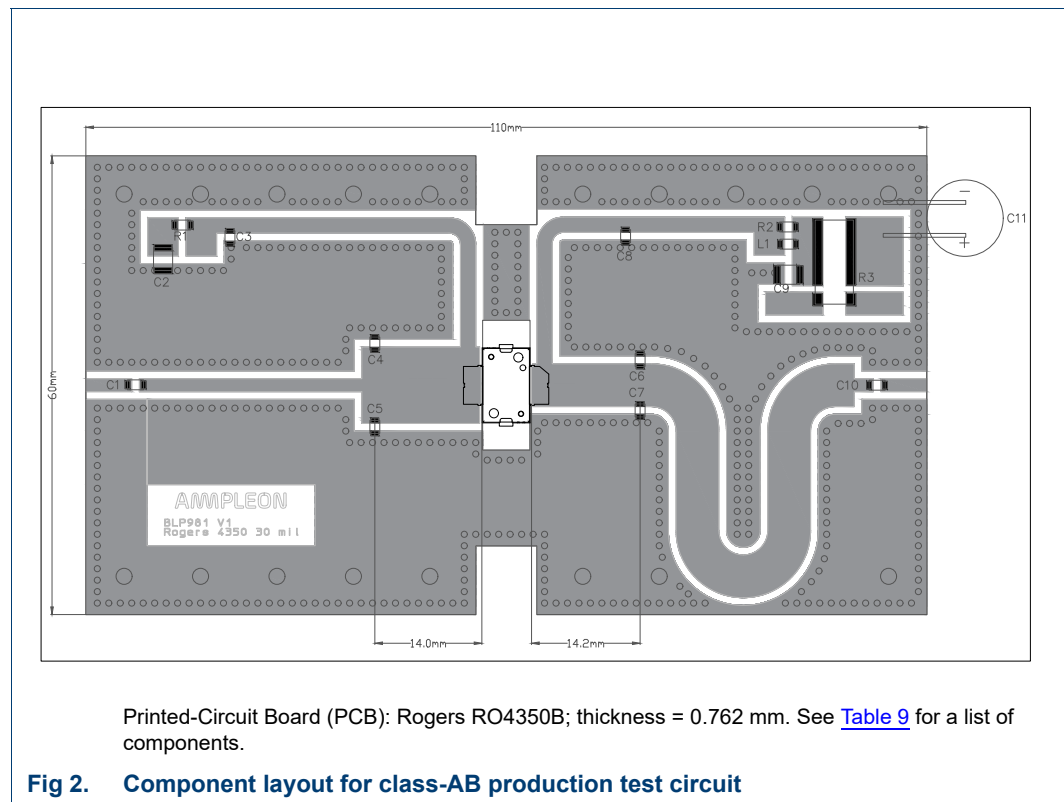 110mm
60mm
C11
R1
C3
C2
C8
R2
L1
C9
R3
C4
C5
C1
C6
C7
C10
AMPLEON
BLP981 V1
Rogers 4350 30 mil
14.0mm
14.2mm
Printed-Circuit Board (PCB): Rogers RO4350B; thickness = 0.762 mm. See Table 9 for a list of
components.
Fig 2. Component layout for class-AB production test circuit